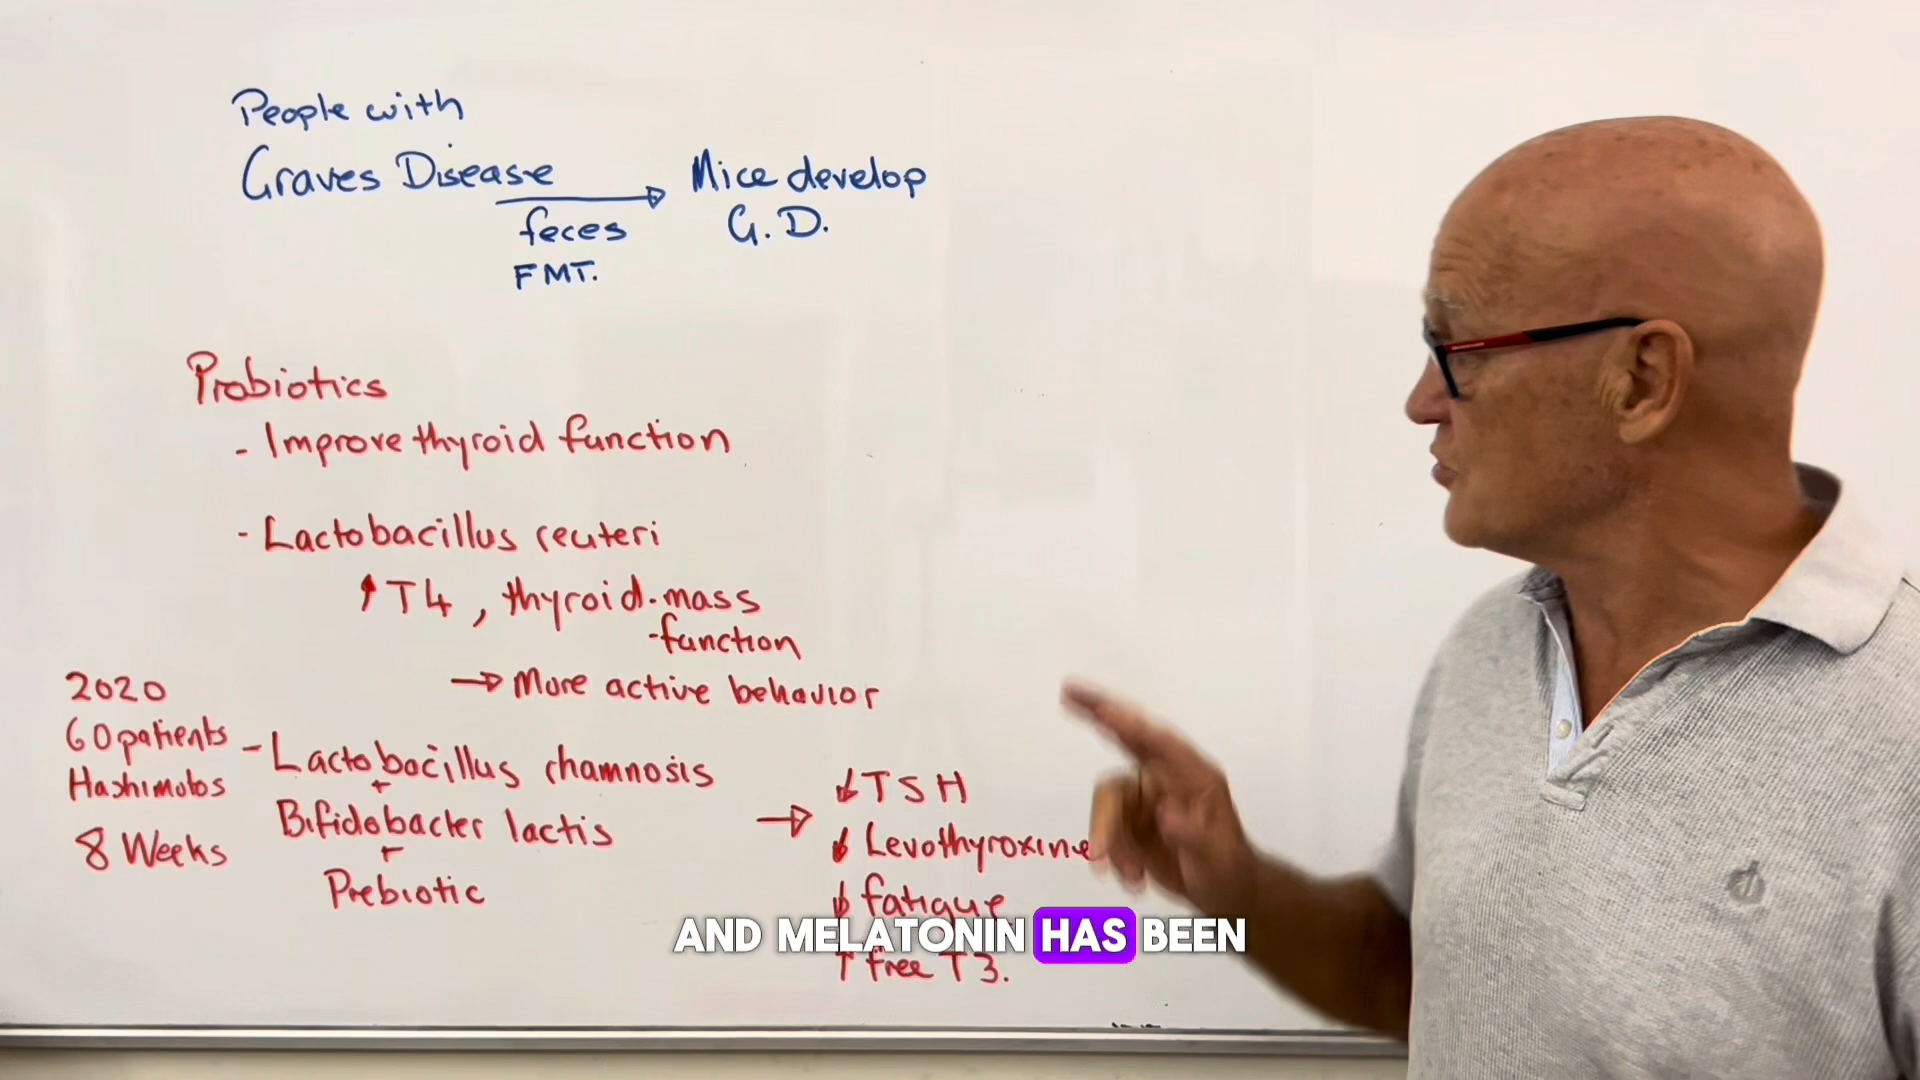 People with
Graves Disease
feces
FMT.
Mice develop
G. D.
Probiotics
- Improve thyroid function
- Lactobacillus reuteri
↑ T4, thyroid-mass
-function
→ More active behavior
2020
60 patients
Hashimotos
8 Weeks
- Lactobacillus rhamnosis
+
Bifidobacter lactis
+
Prebiotic
→
↓ TSH
↓ Levothyroxine
↓ fatigue
↑ free T3.
AND MELATONIN HAS BEEN